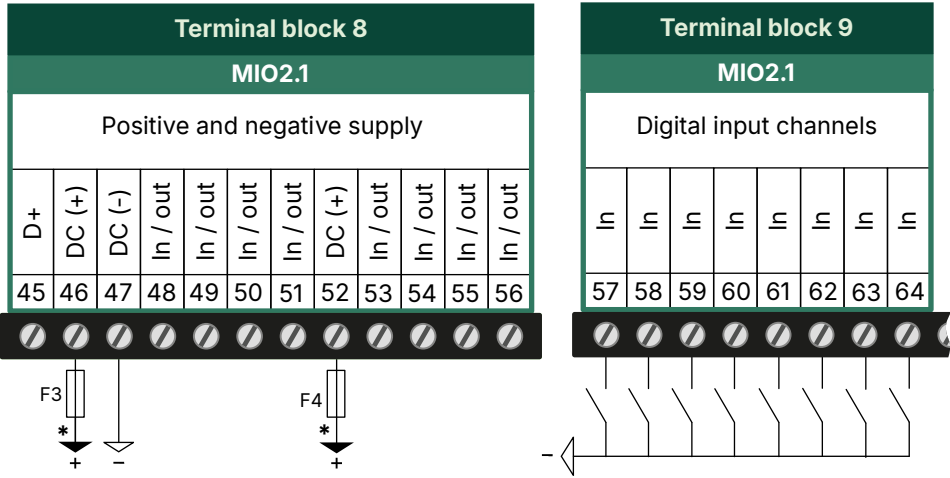 Terminal block 8
MIO2.1
Positive and negative supply
D+ DC (+) DC (-) In / out In / out In / out In / out DC (+) In / out In / out In / out In / out
45 46 47 48 49 50 51 52 53 54 55 56
F3 F4
* *
+ − +
Terminal block 9
MIO2.1
Digital input channels
In In In In In In In In
57 58 59 60 61 62 63 64
−